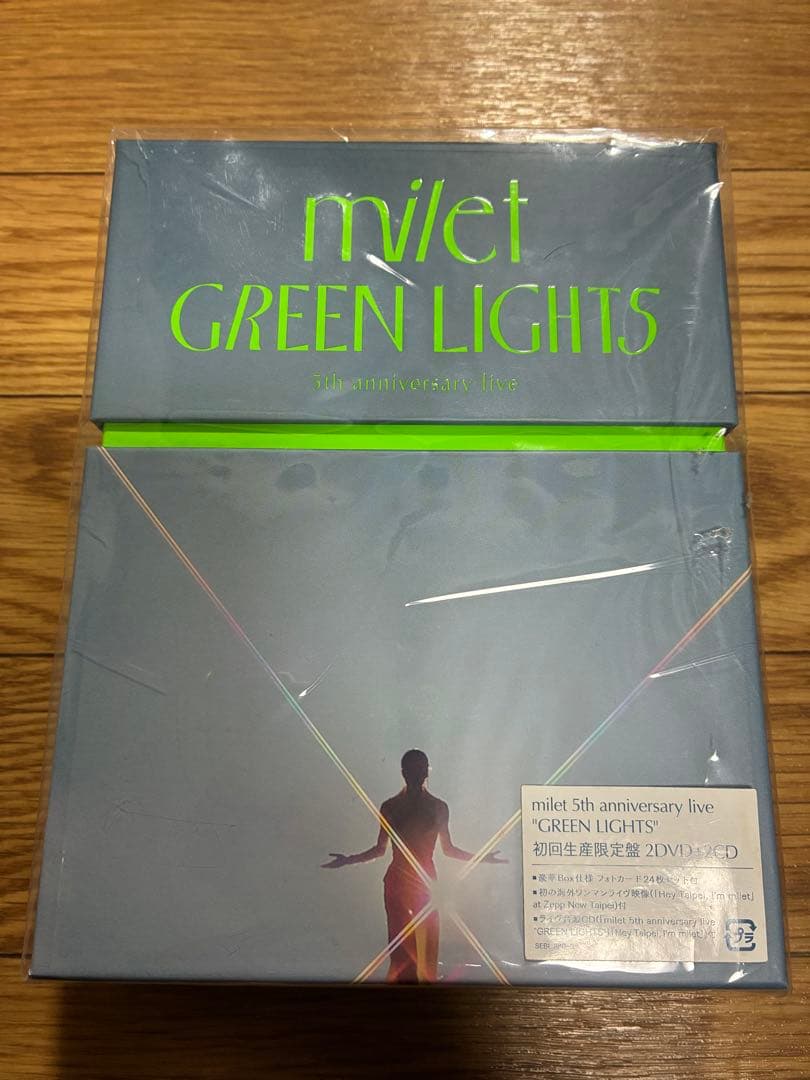 milet
GREEN LIGHTS
5th anniversary live
milet 5th anniversary live
"GREEN LIGHTS"
初回生産限定盤 2DVD+2CD
■豪華Box仕様 フォトカード24枚セット付
■初の海外ワンマンライヴ映像(「Hey Taipei, I'm milet」
at Zepp New Taipei)付
■ライヴ音源CD(「milet 5th anniversary live
"GREEN LIGHTS"」「Hey Taipei, I'm milet」)付
プラ